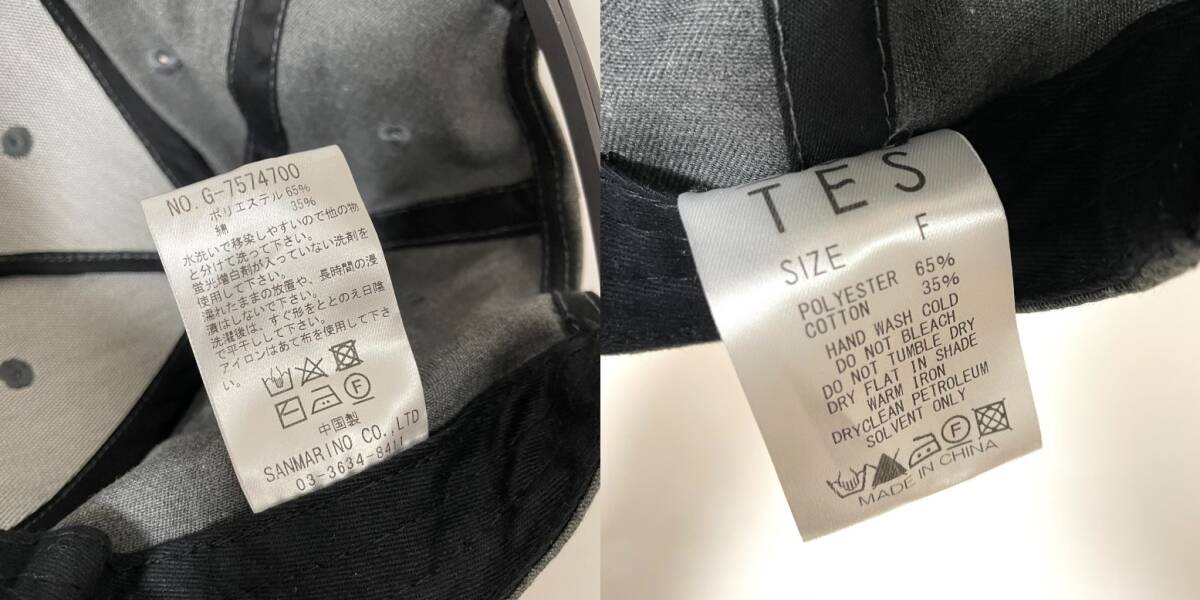 NO. G-7574700
ポリエステル 65%
綿 35%
水洗いで移染しやすいので他の物
と分けて洗って下さい。
蛍光増白剤が入っていない洗剤を
使用して下さい。
濡れたままの放置や、長時間の浸
漬はしないで下さい。
洗濯後は、すぐ形をととのえ日陰
で平干しして下さい。
アイロンはあて布を使用して下さ
い。
F
中国製
SANMARINO CO.,LTD
03-3634-8411
TES
SIZE F
POLYESTER 65%
COTTON 35%
HAND WASH COLD
DO NOT BLEACH
DO NOT TUMBLE DRY
DRY FLAT IN SHADE
WARM IRON
DRYCLEAN PETROLEUM
SOLVENT ONLY
F
MADE IN CHINA